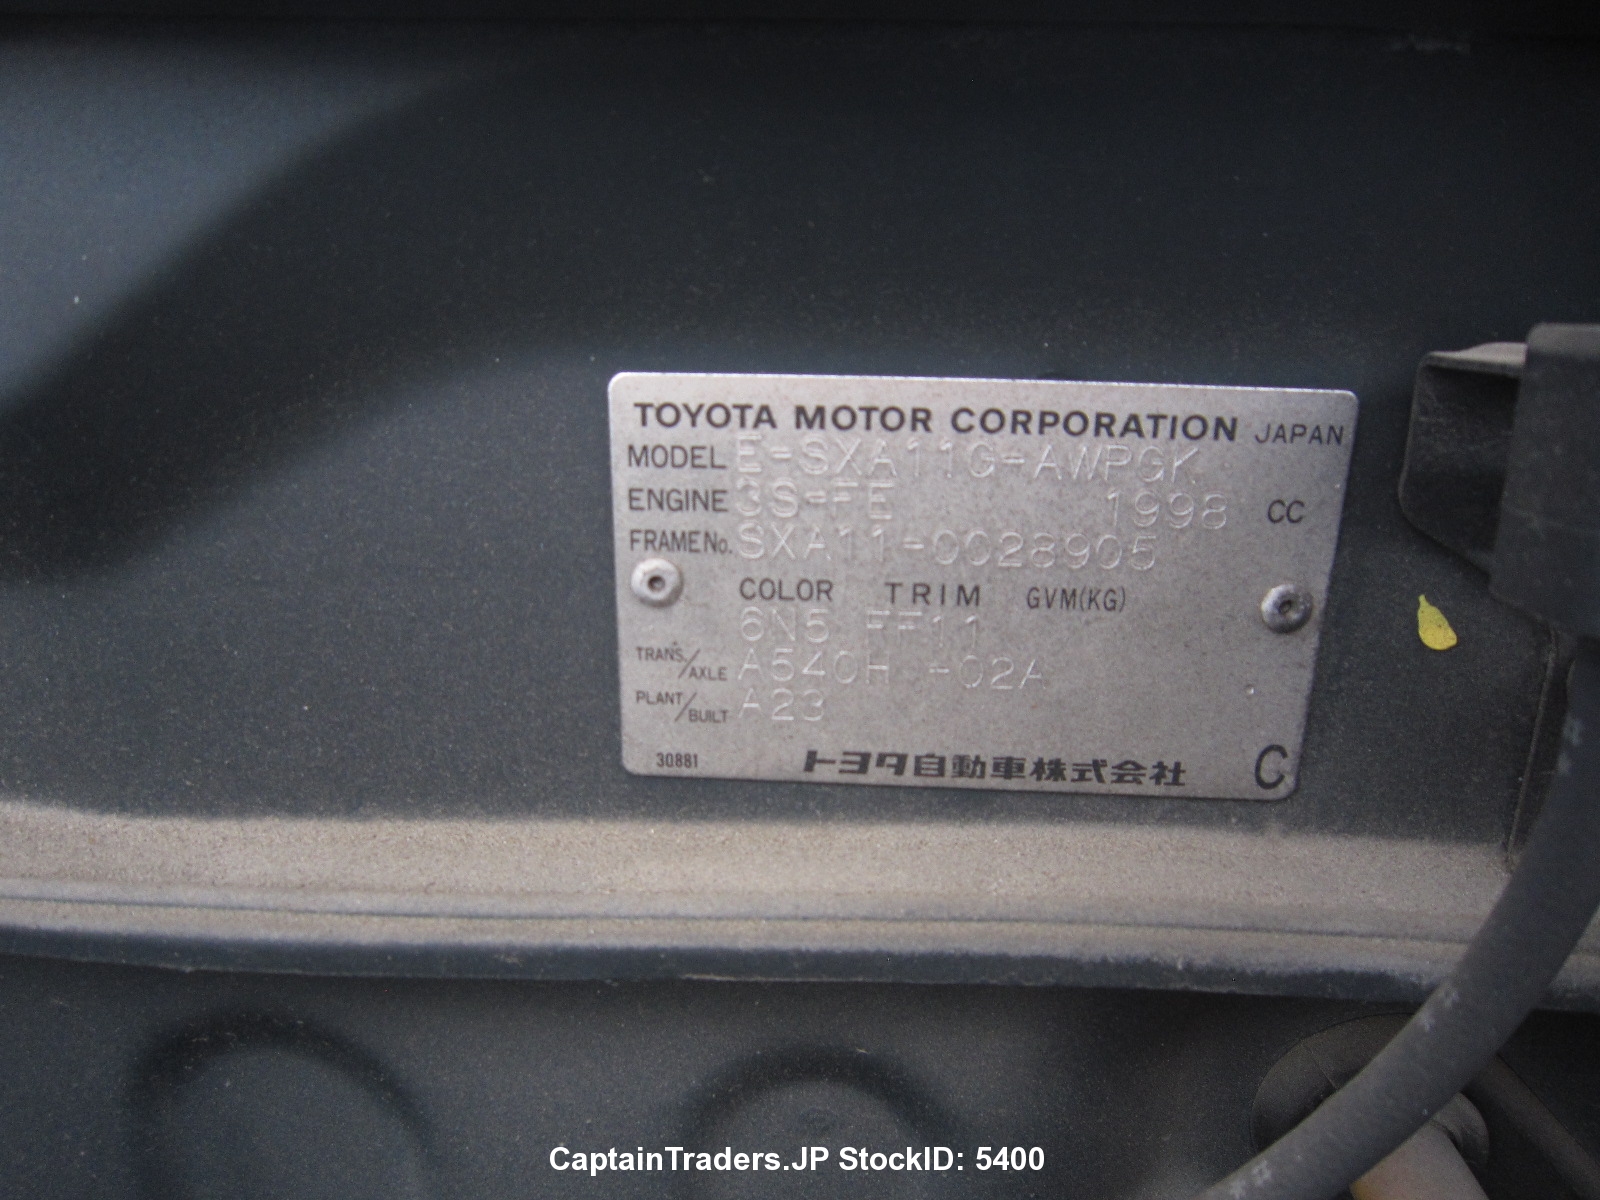 TOYOTA MOTOR CORPORATION JAPAN
MODEL E-SXA11G-AWPGK
ENGINE 3S-FE 1998 CC
FRAME No. SXA11-0028905
COLOR TRIM GVM(KG)
6N5 FF11
TRANS./AXLE A540H -02A
PLANT/BUILT A23
30881 トヨタ自動車株式会社 C
CaptainTraders.JP StockID: 5400